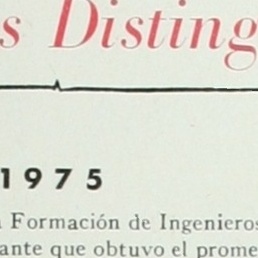 s Disting
1975
Formación de Ingenieros
ante que obtuvo el prome